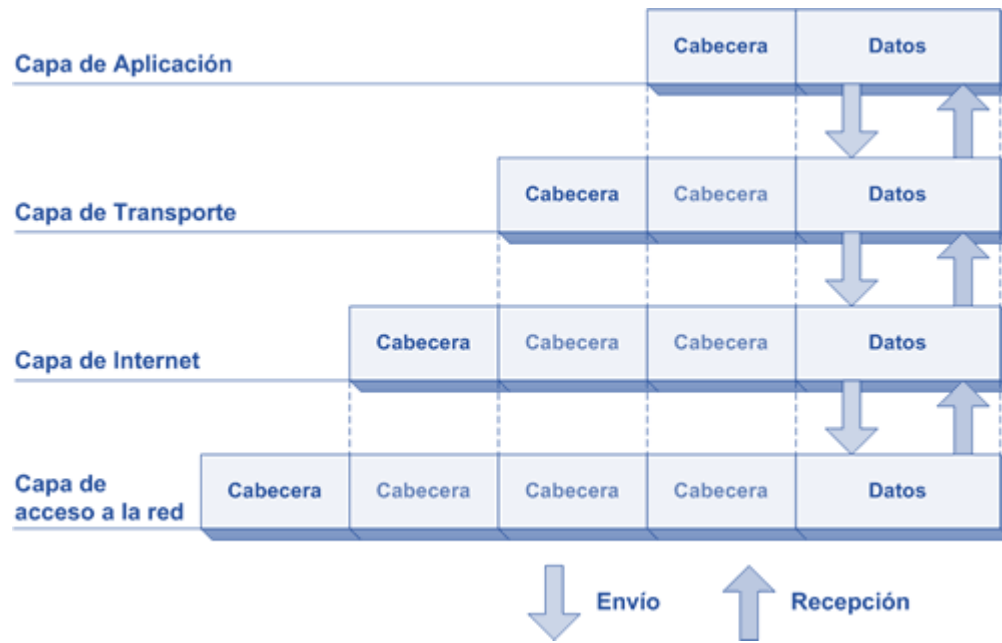 Cabecera Datos
Capa de Aplicación
Cabecera Cabecera Datos
Capa de Transporte
Cabecera Cabecera Cabecera Datos
Capa de Internet
Cabecera Cabecera Cabecera Cabecera Datos
Capa de
acceso a la red
Envío Recepción